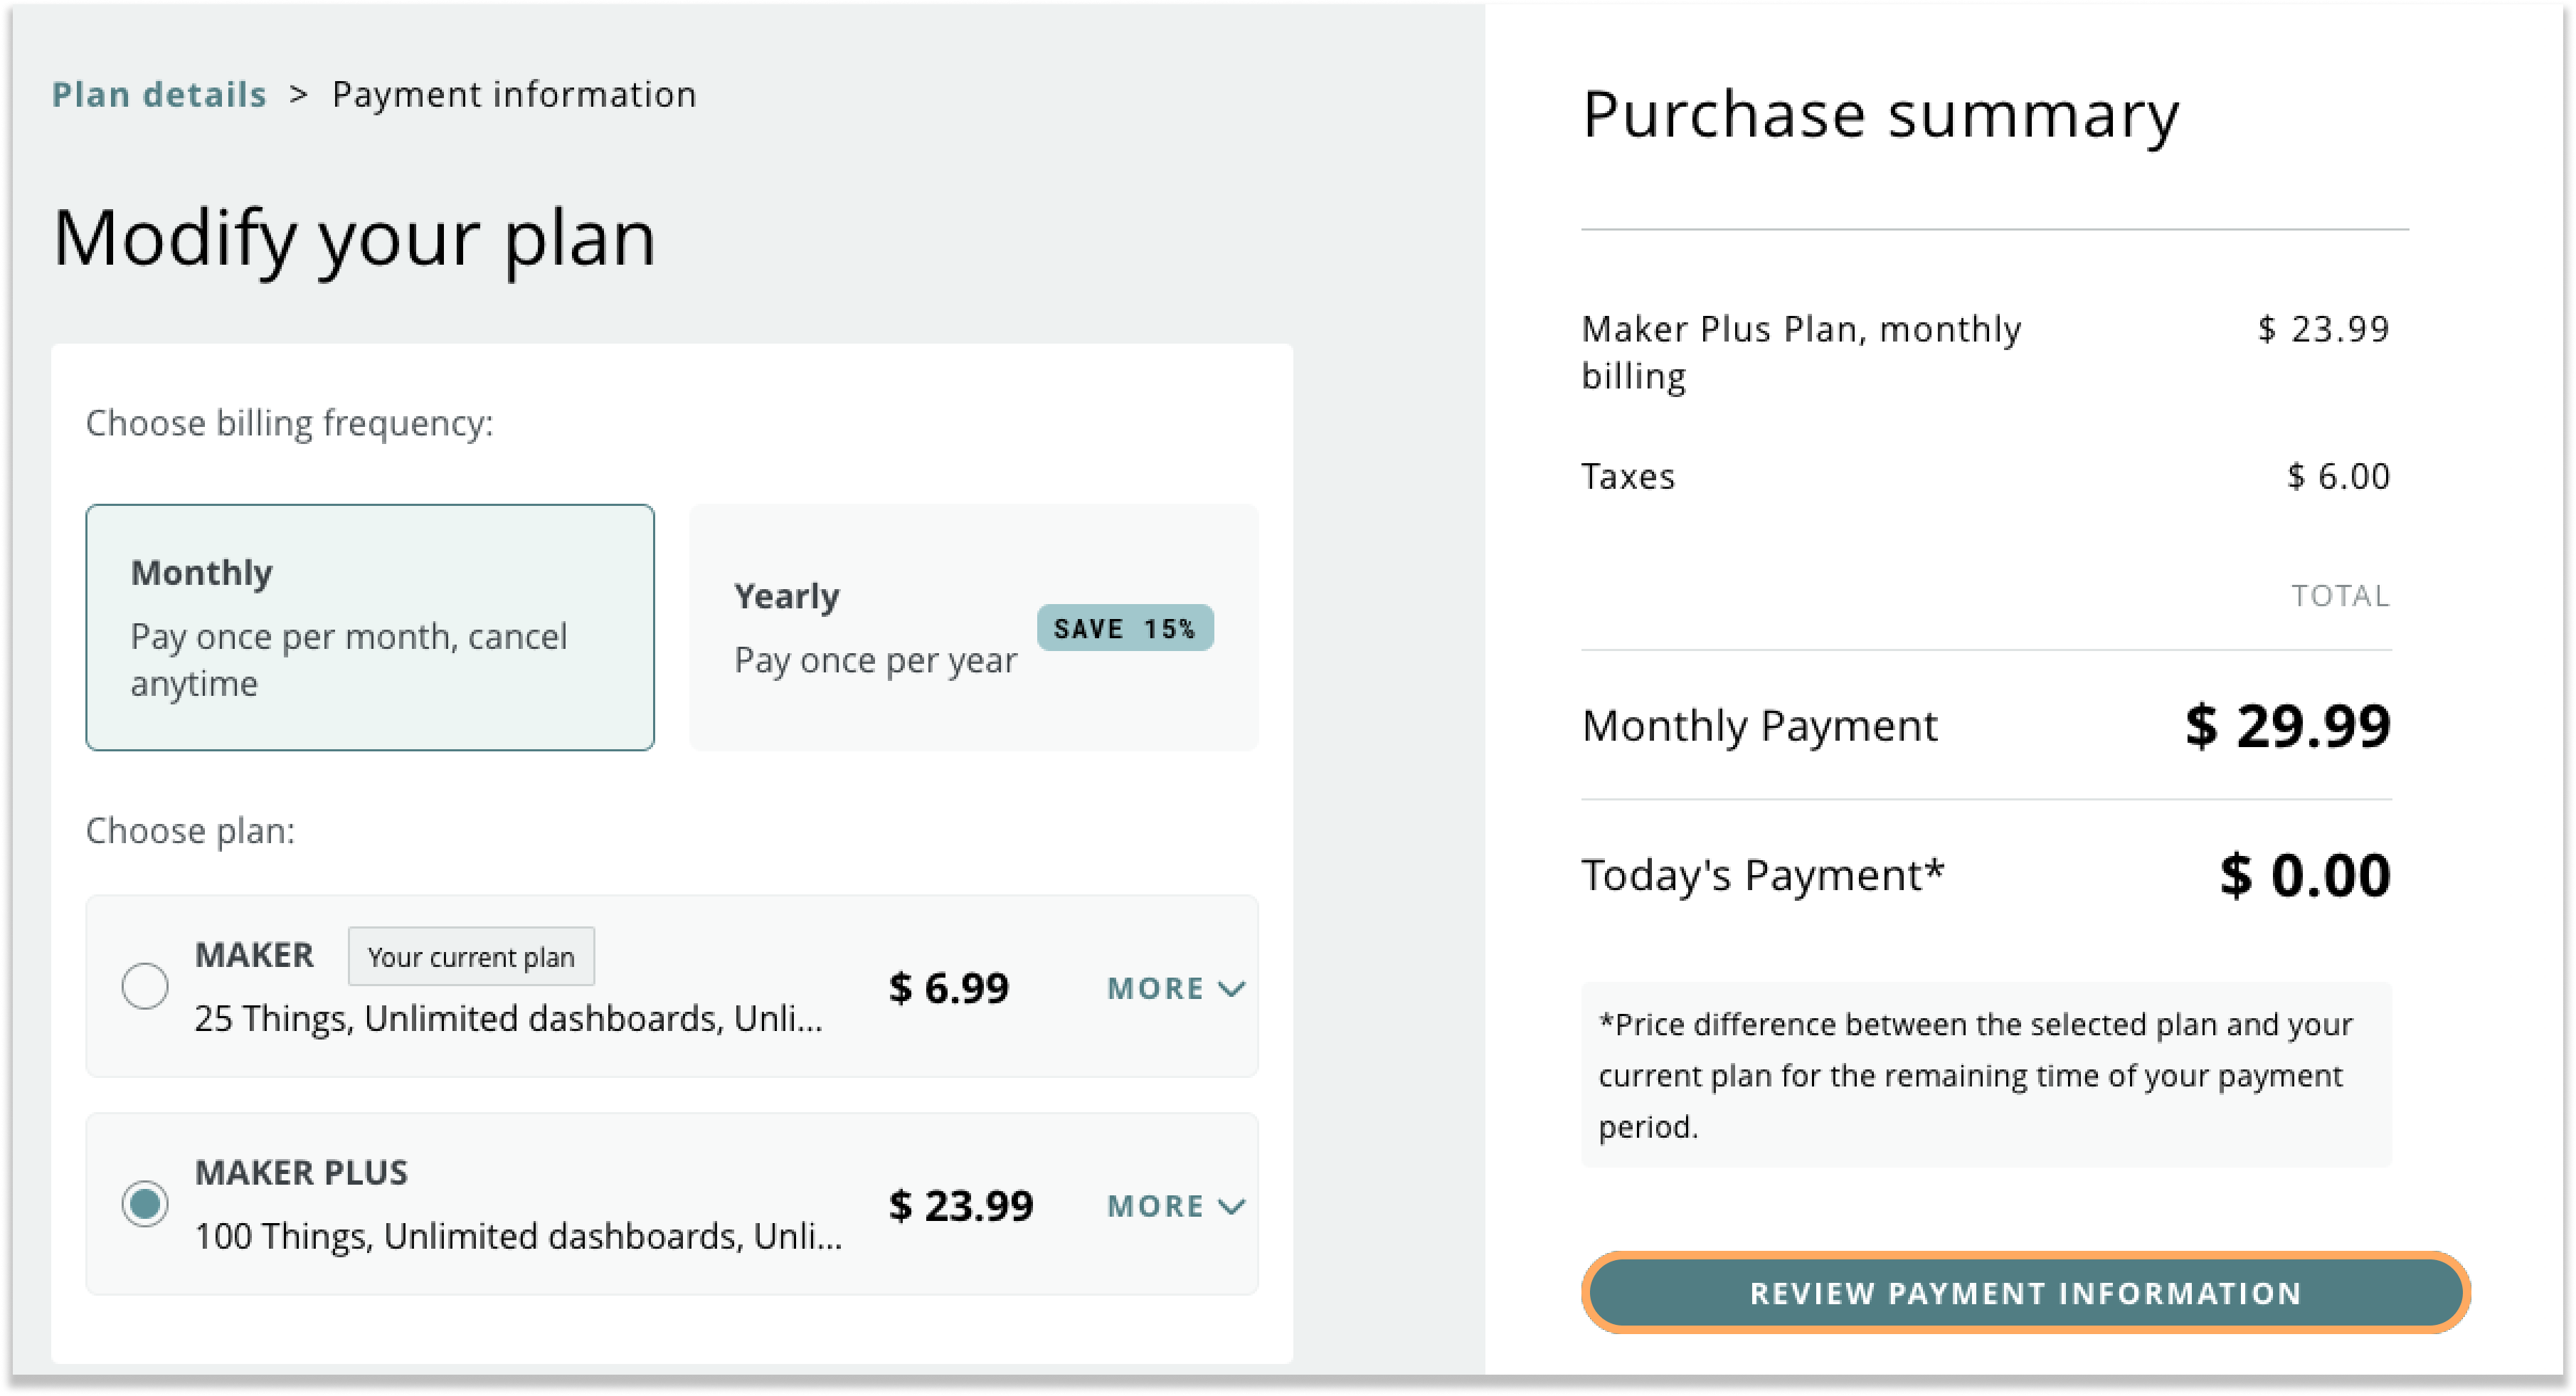 Plan details > Payment information
Modify your plan
Choose billing frequency:
Monthly
Pay once per month, cancel
anytime
Yearly
Pay once per year
SAVE 15%
Choose plan:
MAKER Your current plan
25 Things, Unlimited dashboards, Unli...
$ 6.99
MORE
MAKER PLUS
100 Things, Unlimited dashboards, Unli...
$ 23.99
MORE
Purchase summary
Maker Plus Plan, monthly
billing
$ 23.99
Taxes $ 6.00
TOTAL
Monthly Payment $ 29.99
Today's Payment* $ 0.00
*Price difference between the selected plan and your
current plan for the remaining time of your payment
period.
REVIEW PAYMENT INFORMATION